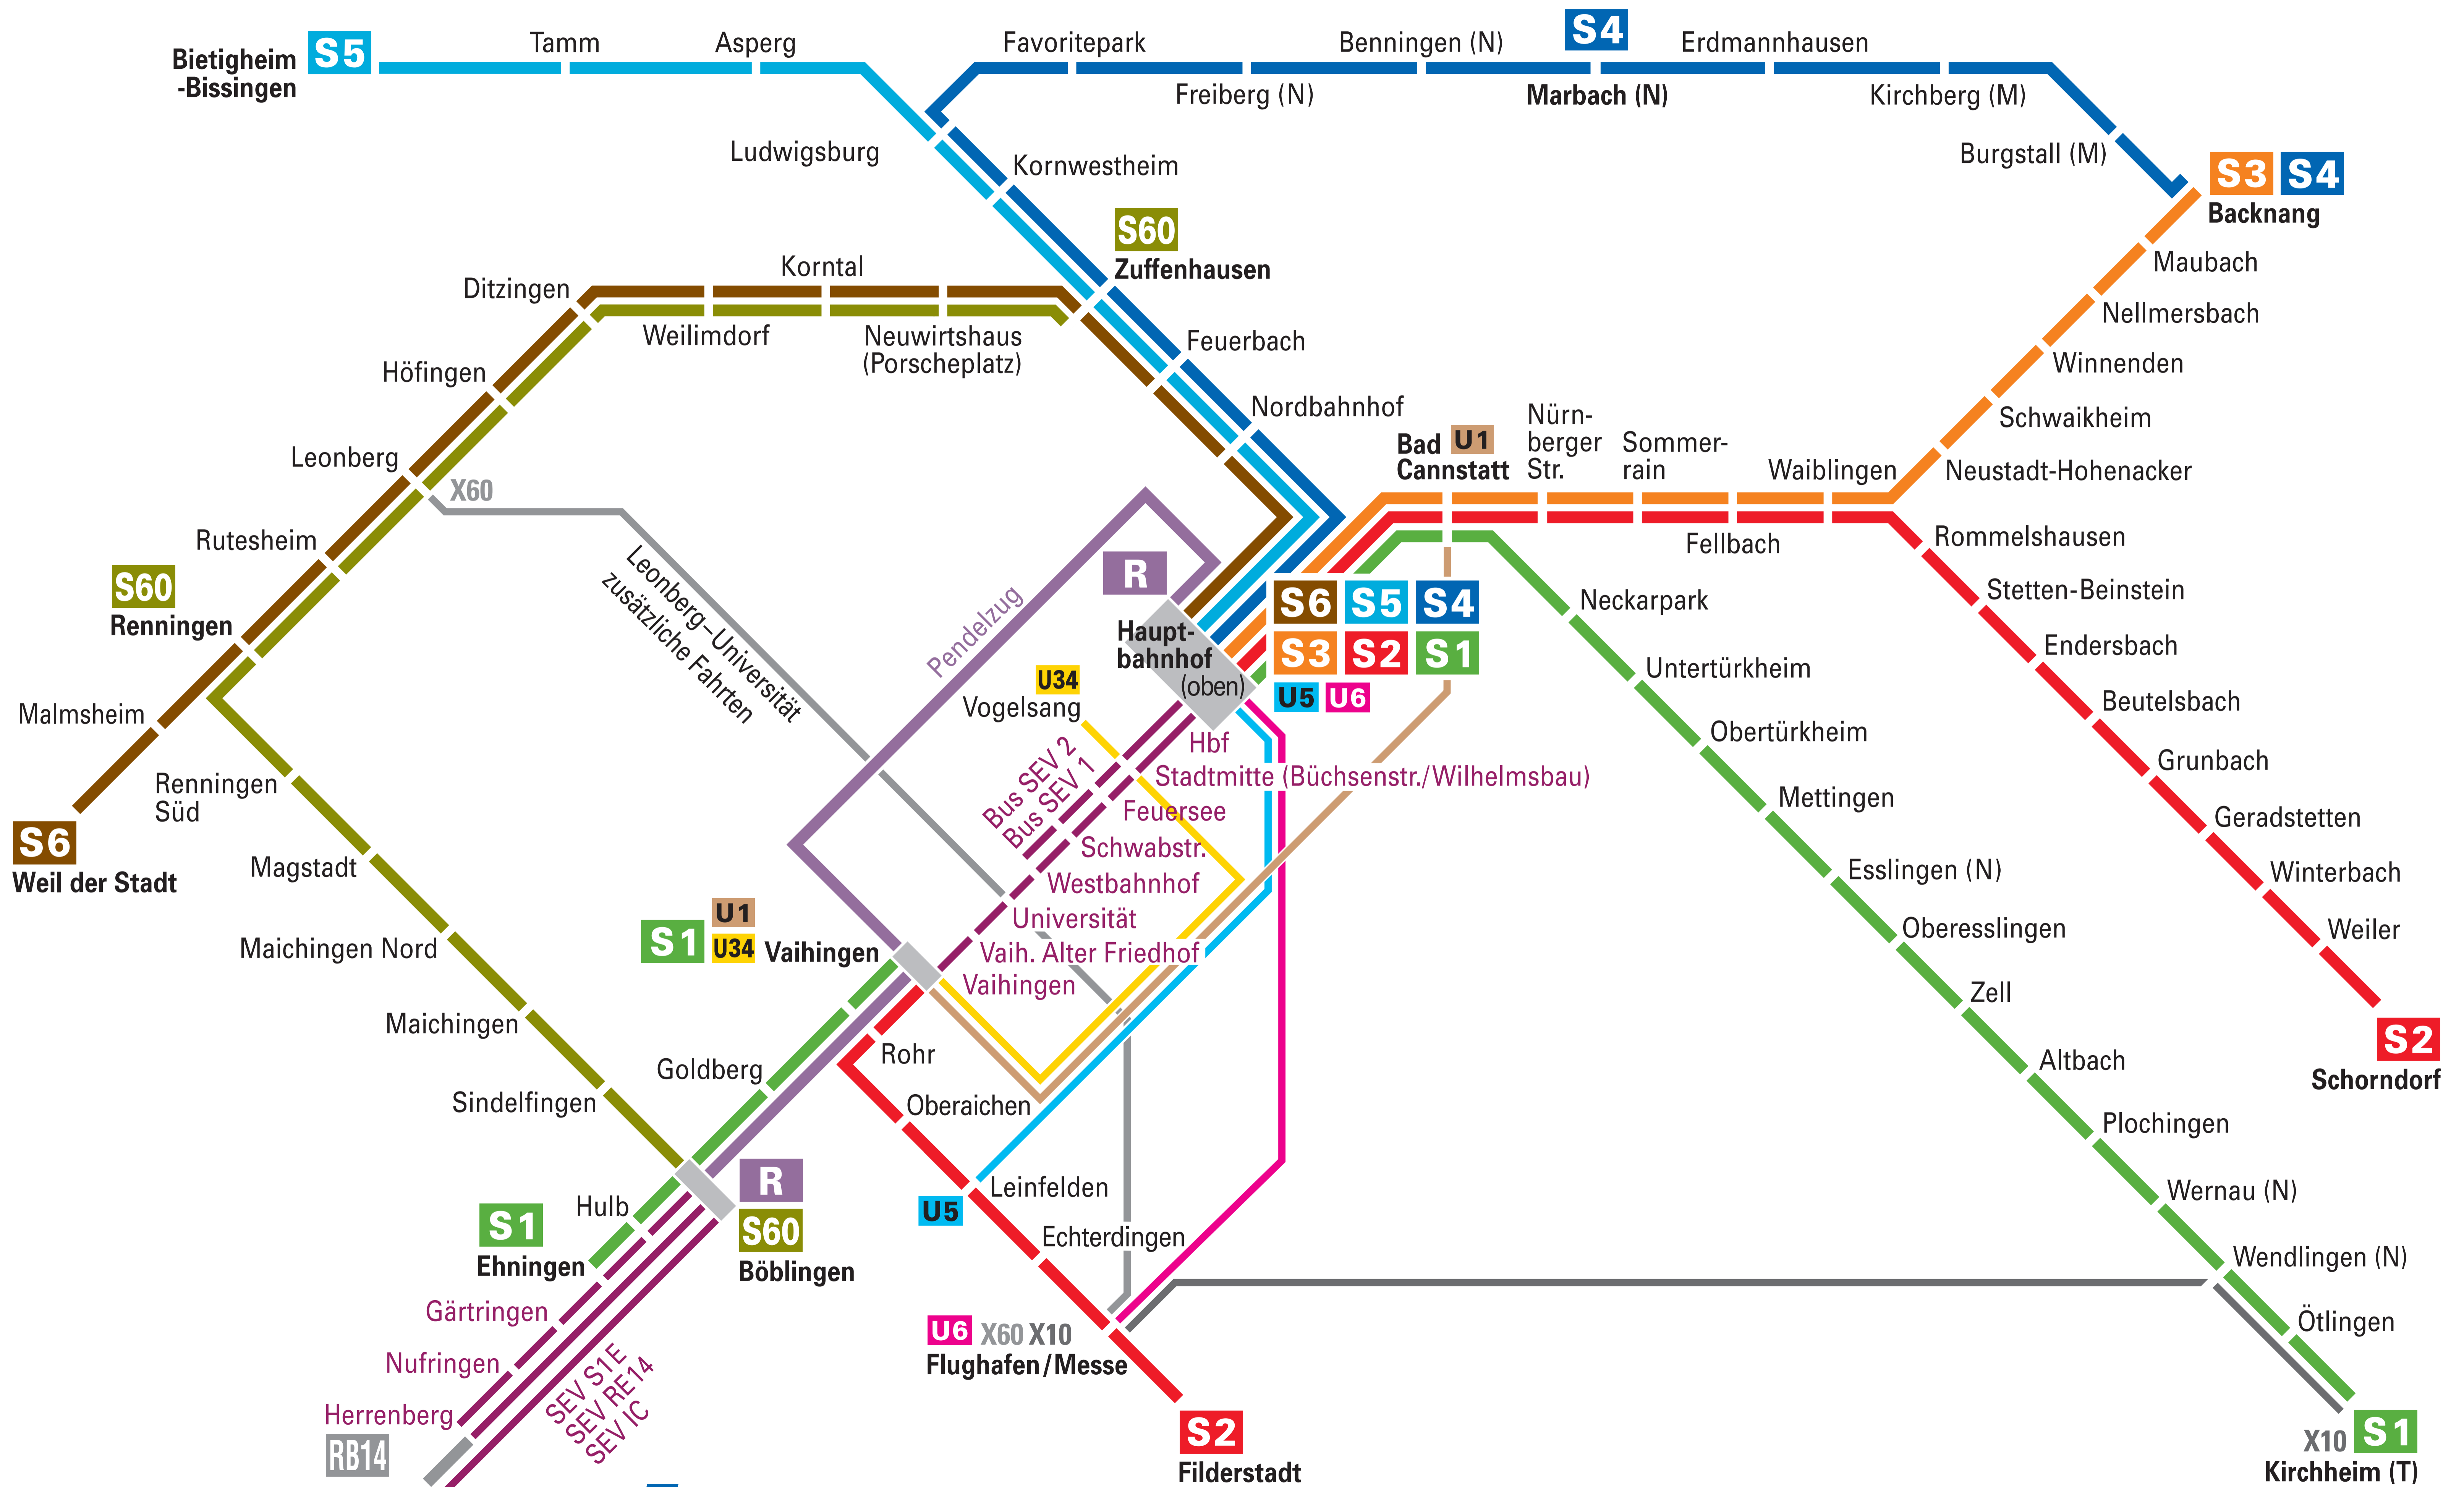 Bietigheim
-Bissingen
S5
Tamm
Asperg
Favoritepark
Benningen (N)
S4
Erdmannhausen
Freiberg (N)
Marbach (N)
Kirchberg (M)
Ludwigsburg
Kornwestheim
Burgstall (M)
S3 S4
Backnang
S60
Zuffenhausen
Korntal
Ditzingen
Weilimdorf
Neuwirtshaus
(Porscheplatz)
Maubach
Nellmersbach
Winnenden
Schwaikheim
Neustadt-Hohenacker
Feuerbach
Nordbahnhof
Höfingen
Leonberg
X60
Rutesheim
S60
Renningen
Malmsheim
S6
Weil der Stadt
Bad U1
Cannstatt
Nürn-
berger
Str.
Sommer-
rain
Waiblingen
Fellbach
Rommelshausen
Stetten-Beinstein
Endersbach
Beutelsbach
Grunbach
Geradstetten
Winterbach
Weiler
S2
Schorndorf
Leonberg–Universität
zusätzliche Fahrten
Pendelzug
R
Haupt-
bahnhof
(oben)
S6 S5 S4
S3 S2 S1
U5 U6
Neckarpark
Untertürkheim
Obertürkheim
Mettingen
Esslingen (N)
Oberesslingen
Zell
Altbach
Plochingen
Wernau (N)
Wendlingen (N)
Ötlingen
X10 S1
Kirchheim (T)
U34
Vogelsang
Bus SEV 2
Bus SEV 1
Hbf
Stadtmitte (Büchsenstr./Wilhelmsbau)
Feuersee
Schwabstr.
Westbahnhof
Universität
Vaih. Alter Friedhof
Vaihingen
Renningen
Süd
Magstadt
Maichingen Nord
Maichingen
Sindelfingen
S1 U1
U34 Vaihingen
Goldberg
Rohr
Oberaichen
Leinfelden
U5
Echterdingen
U6 X60 X10
Flughafen/Messe
S2
Filderstadt
R
S60
Böblingen
Hulb
S1
Ehningen
Gärtringen
Nufringen
Herrenberg
RB14
SEV S1E
SEV RE14
SEV IC